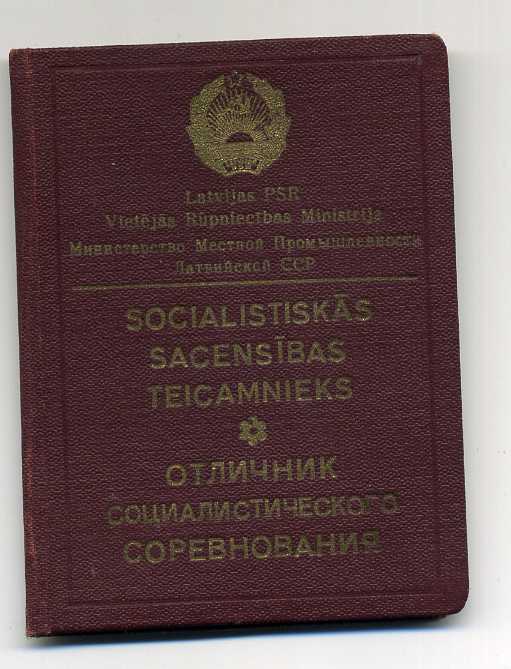 Latvijas PSR
Vietējās Rūpniecības Ministrija
Министерство Местной Промышленности
Латвийской ССР
SOCIALISTISKĀS
SACENSĪBAS
TEICAMNIEKS
ОТЛИЧНИК
СОЦИАЛИСТИЧЕСКОГО
СОРЕВНОВАНИЯ